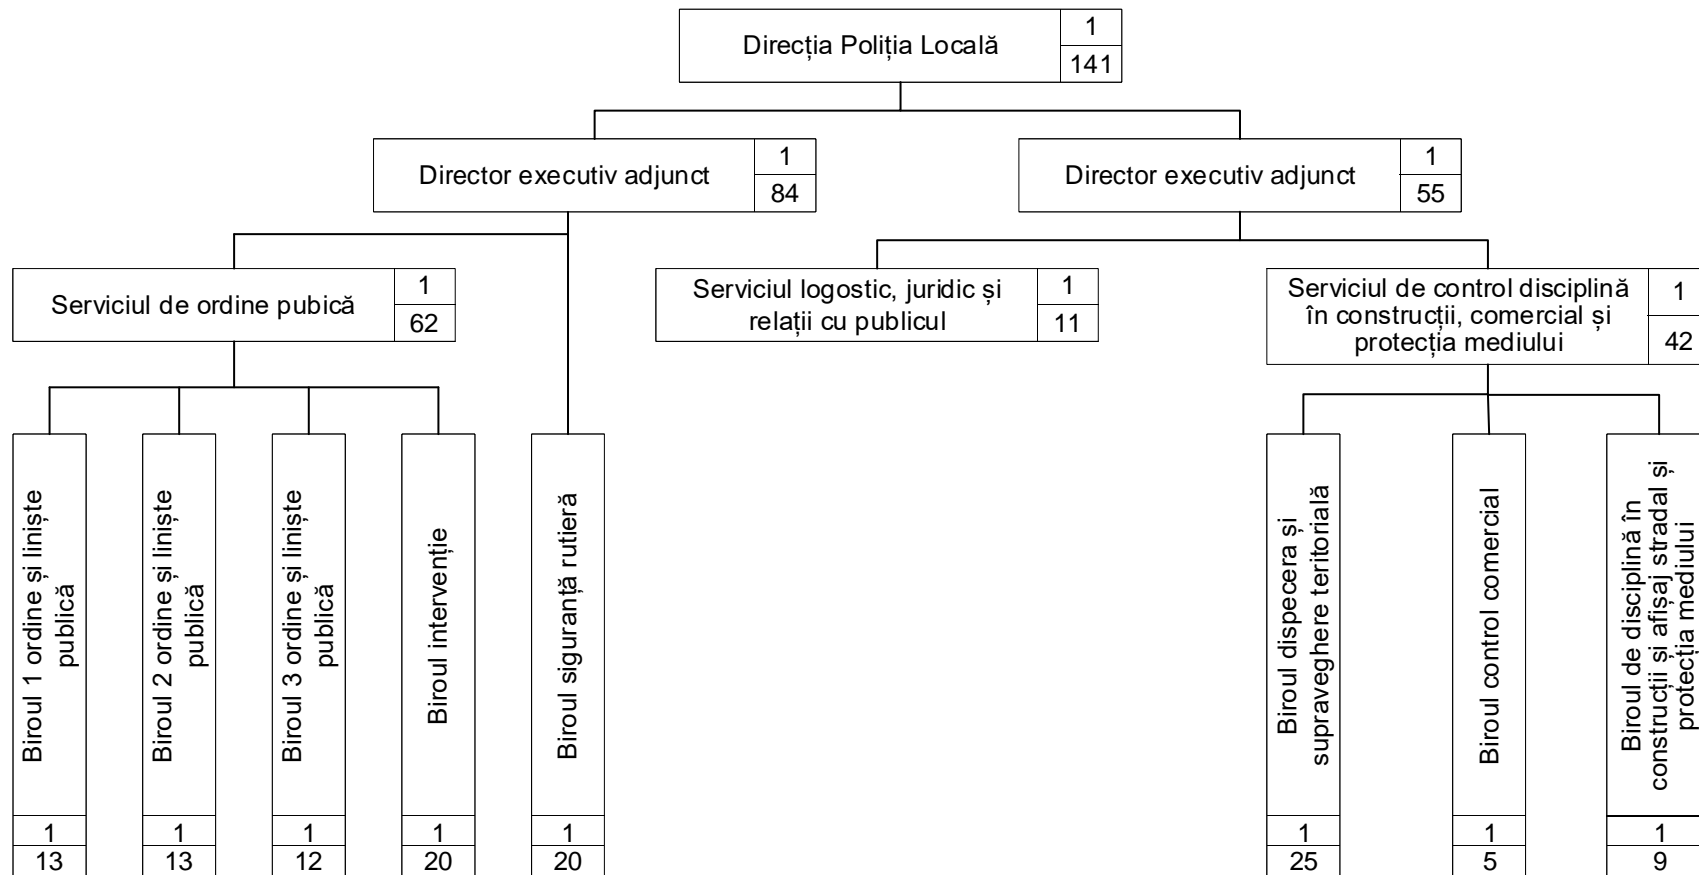 Direcția Poliția Locală
1
141
Director executiv adjunct
1
84
Director executiv adjunct
1
55
Serviciul de ordine pubică
1
62
Serviciul logostic, juridic și
relații cu publicul
1
11
Serviciul de control disciplină
în construcții, comercial și
protecția mediului
1
42
Biroul 1 ordine și liniște
publică
1
13
Biroul 2 ordine și liniște
publică
1
13
Biroul 3 ordine și liniște
publică
1
12
Biroul intervenție
1
20
Biroul siguranță rutieră
1
20
Biroul dispecera și
supraveghere teritorială
1
25
Biroul control comercial
1
5
Biroul de disciplină în
construcții și afișaj stradal și
protecția mediului
1
9